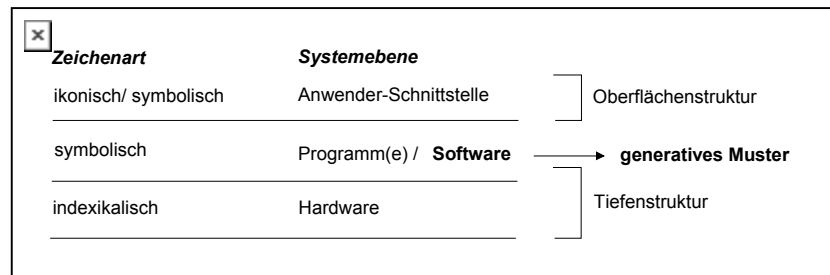 Zeichenart Systemebene
ikonisch/ symbolisch Anwender-Schnittstelle Oberflächenstruktur
symbolisch Programm(e) / Software generatives Muster
indexikalisch Hardware Tiefenstruktur